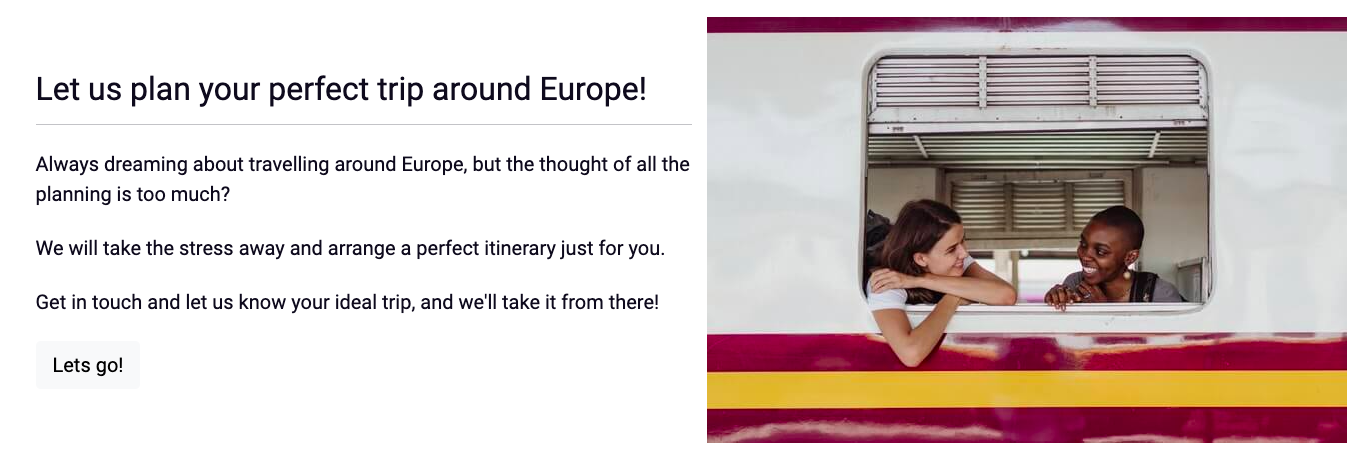 Let us plan your perfect trip around Europe!
Always dreaming about travelling around Europe, but the thought of all the
planning is too much?
We will take the stress away and arrange a perfect itinerary just for you.
Get in touch and let us know your ideal trip, and we'll take it from there!
Lets go!